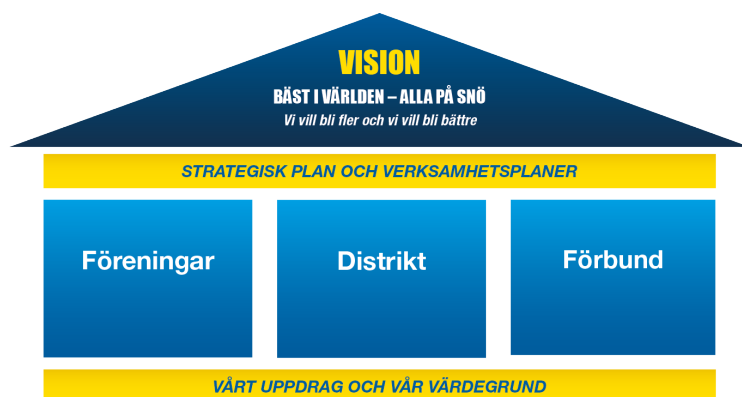 VISION
BÄST I VÄRLDEN – ALLA PÅ SNÖ
Vi vill bli fler och vi vill bli bättre
STRATEGISK PLAN OCH VERKSAMHETSPLANER
Föreningar
Distrikt
Förbund
VÅRT UPPDRAG OCH VÅR VÄRDEGRUND